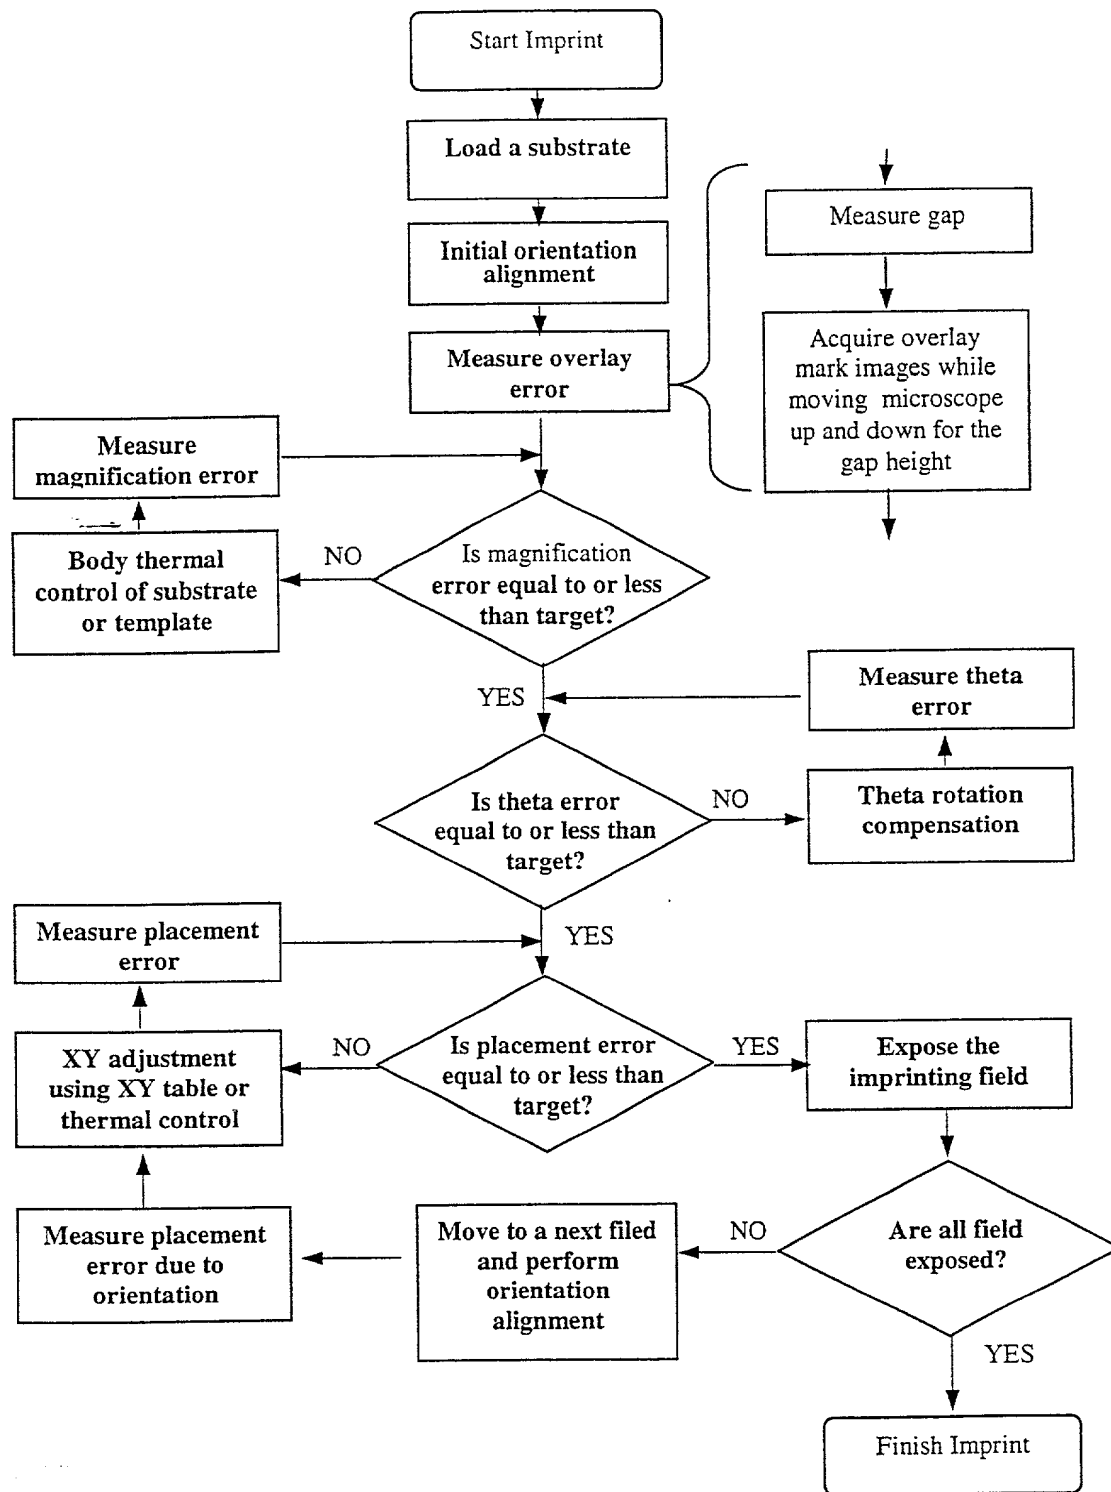 Start Imprint
Load a substrate
Initial orientation
alignment
Measure overlay
error
Measure gap
Acquire overlay
mark images while
moving microscope
up and down for the
gap height
Measure
magnification error
Body thermal
control of substrate
or template
NO
Is magnification
error equal to or less
than target?
YES
Measure theta
error
Is theta error
equal to or less than
target?
NO
Theta rotation
compensation
YES
Measure placement
error
XY adjustment
using XY table or
thermal control
NO
Is placement error
equal to or less than
target?
YES
Expose the
imprinting field
Measure placement
error due to
orientation
Move to a next filed
and perform
orientation
alignment
NO
Are all field
exposed?
YES
Finish Imprint